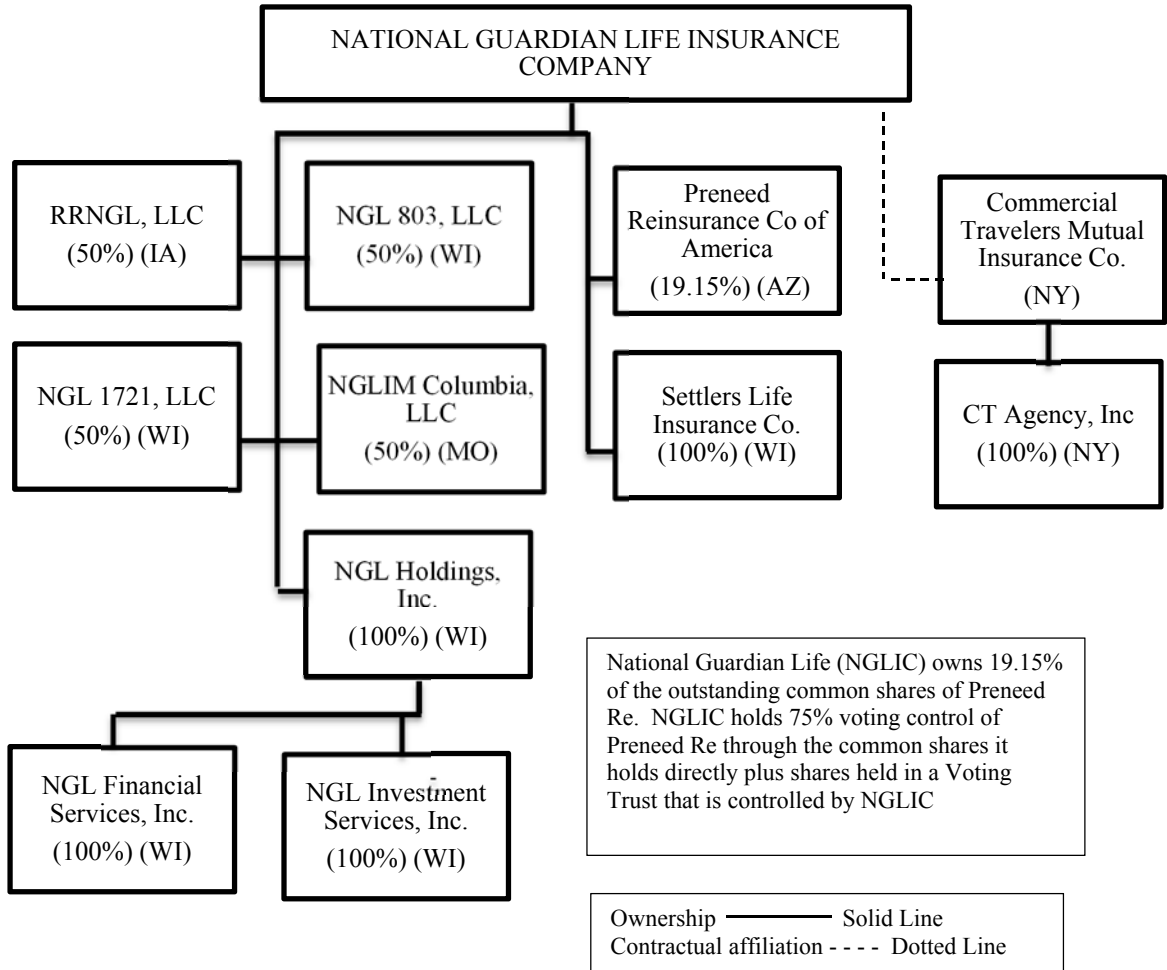 NATIONAL GUARDIAN LIFE INSURANCE
COMPANY
RRNGL, LLC
(50%) (IA)
NGL 803, LLC
(50%) (WI)
Preneed
Reinsurance Co of
America
(19.15%) (AZ)
Commercial
Travelers Mutual
Insurance Co.
(NY)
NGL 1721, LLC
(50%) (WI)
NGLIM Columbia,
LLC
(50%) (MO)
Settlers Life
Insurance Co.
(100%) (WI)
CT Agency, Inc
(100%) (NY)
NGL Holdings,
Inc.
(100%) (WI)
NGL Financial
Services, Inc.
(100%) (WI)
NGL Investment
Services, Inc.
(100%) (WI)
National Guardian Life (NGLIC) owns 19.15%
of the outstanding common shares of Preneed
Re.  NGLIC holds 75% voting control of
Preneed Re through the common shares it
holds directly plus shares held in a Voting
Trust that is controlled by NGLIC
Ownership ——— Solid Line
Contractual affiliation - - - - Dotted Line